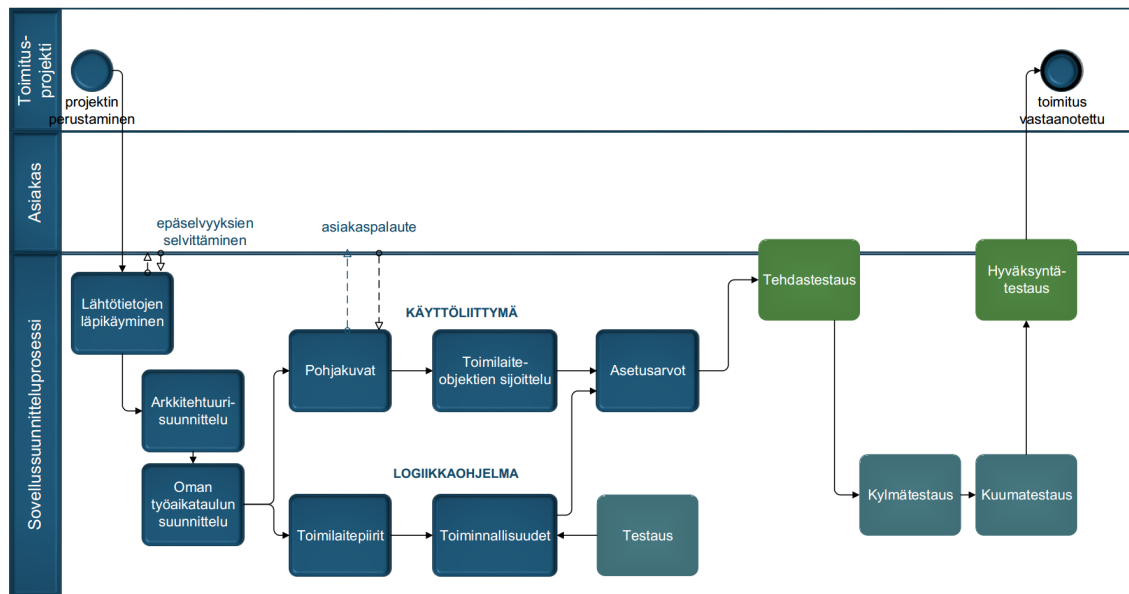 Toimitus-
projekti
projektin
perustaminen
toimitus
vastaanotettu
Asiakas
epäselvyyksien
selvittäminen
asiakaspalaute
Sovellussuunnitteluprosessi
Lähtötietojen
läpikäyminen
Arkkitehtuuri-
suunnittelu
Oman
työaikataulun
suunnittelu
KÄYTTÖLIITTYMÄ
Pohjakuvat
Toimilaite-
objektien sijoittelu
Asetusarvot
LOGIIKKAOHJELMA
Toimilaitepiirit
Toiminnallisuudet
Testaus
Tehdastestaus
Kylmätestaus
Kuumatestaus
Hyväksyntä-
testaus